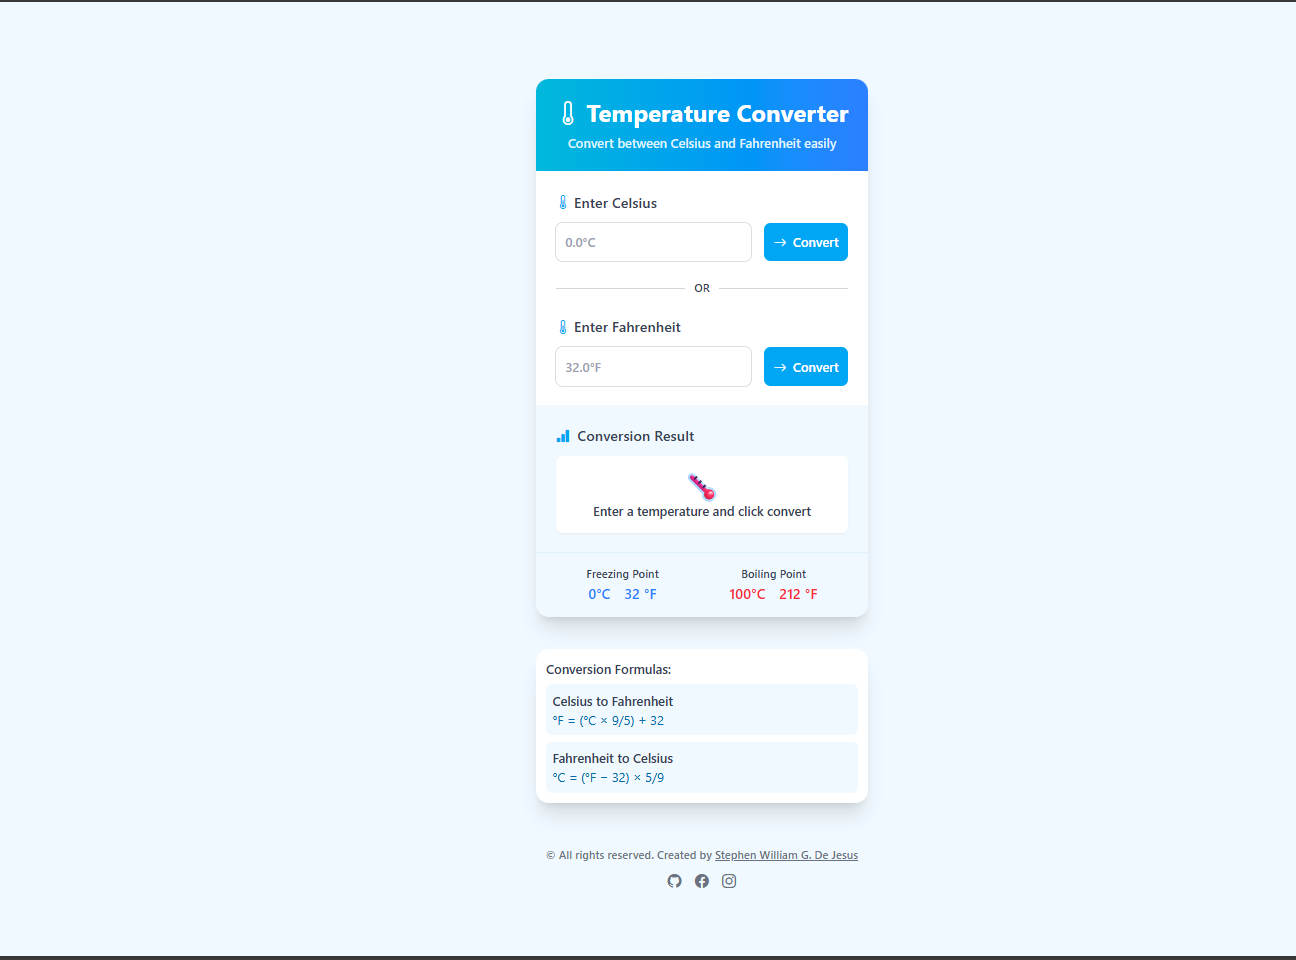 Temperature Converter
Convert between Celsius and Fahrenheit easily
Enter Celsius
0.0°C
Convert
OR
Enter Fahrenheit
32.0°F
Convert
Conversion Result
Enter a temperature and click convert
Freezing Point
0°C 32 °F
Boiling Point
100°C 212 °F
Conversion Formulas:
Celsius to Fahrenheit
°F = (°C × 9/5) + 32
Fahrenheit to Celsius
°C = (°F − 32) × 5/9
© All rights reserved. Created by Stephen William G. De Jesus